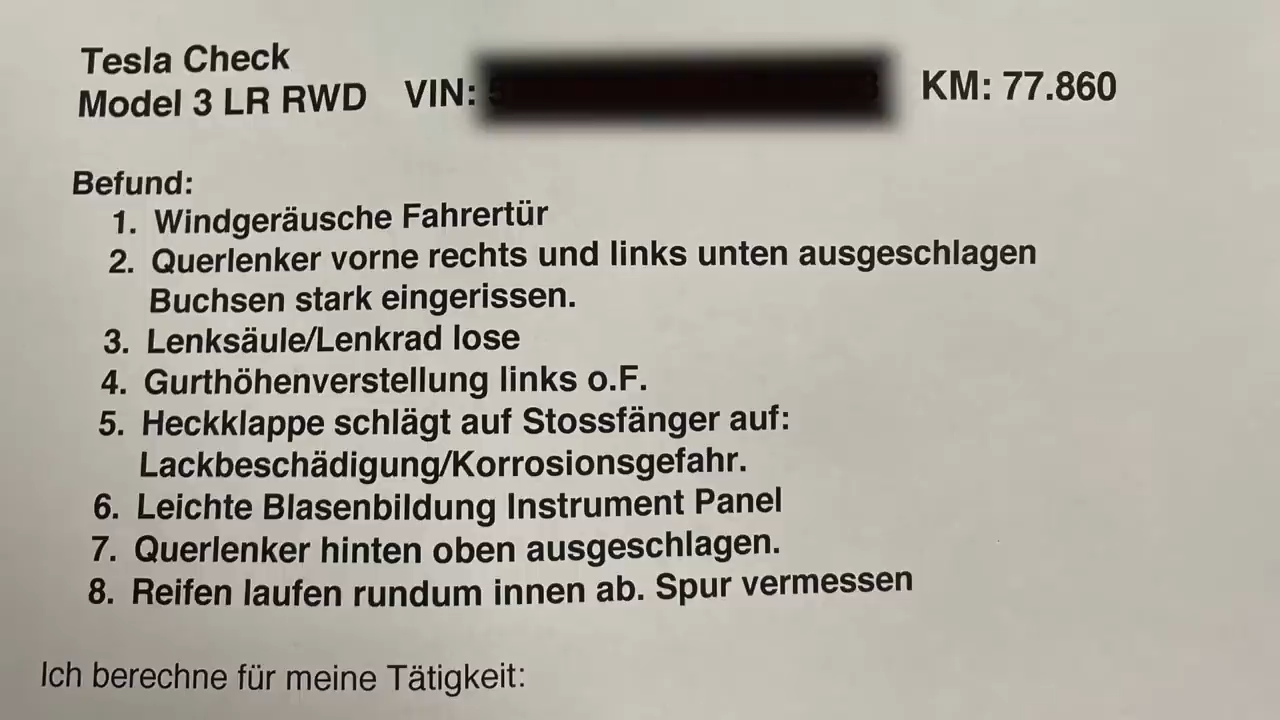 Tesla Check
Model 3 LR RWD VIN: KM: 77.860
Befund:
1. Windgeräusche Fahrertür
2. Querlenker vorne rechts und links unten ausgeschlagen
Buchsen stark eingerissen.
3. Lenksäule/Lenkrad lose
4. Gurthöhenverstellung links o.F.
5. Heckklappe schlägt auf Stossfänger auf:
Lackbeschädigung/Korrosionsgefahr.
6. Leichte Blasenbildung Instrument Panel
7. Querlenker hinten oben ausgeschlagen.
8. Reifen laufen rundum innen ab. Spur vermessen
Ich berechne für meine Tätigkeit: